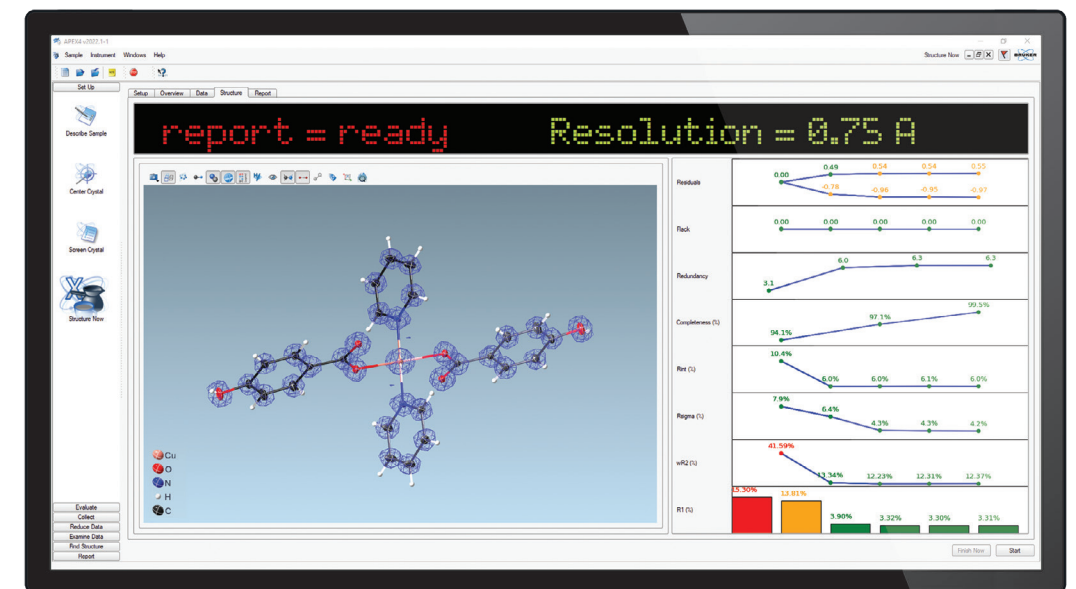 APEX4 v2022.1-1
Sample Instrument Windows Help
Structure Now
BRUKER
Set Up
Setup Overview Data Structure Report
report = ready Resolution = 0.75 A
Describe Sample
Center Crystal
Screen Crystal
Structure Now
Evaluate
Collect
Reduce Data
Examine Data
Find Structure
Report
Cu
O
N
H
C
Residuals
0.00 0.49 0.54 0.54 0.55
-0.78 -0.96 -0.95 -0.97
Flack
0.00 0.00 0.00 0.00 0.00
Redundancy
3.1 6.0 6.3 6.3
Completeness (%)
94.1% 97.1% 99.5%
Rint (%)
10.4% 6.0% 6.0% 6.1% 6.0%
Rsigma (%)
7.9% 6.4% 4.3% 4.3% 4.2%
wR2 (%)
41.59% 13.34% 12.23% 12.31% 12.37%
R1 (%)
15.30% 13.81% 3.90% 3.32% 3.30% 3.31%
Finish Now Start